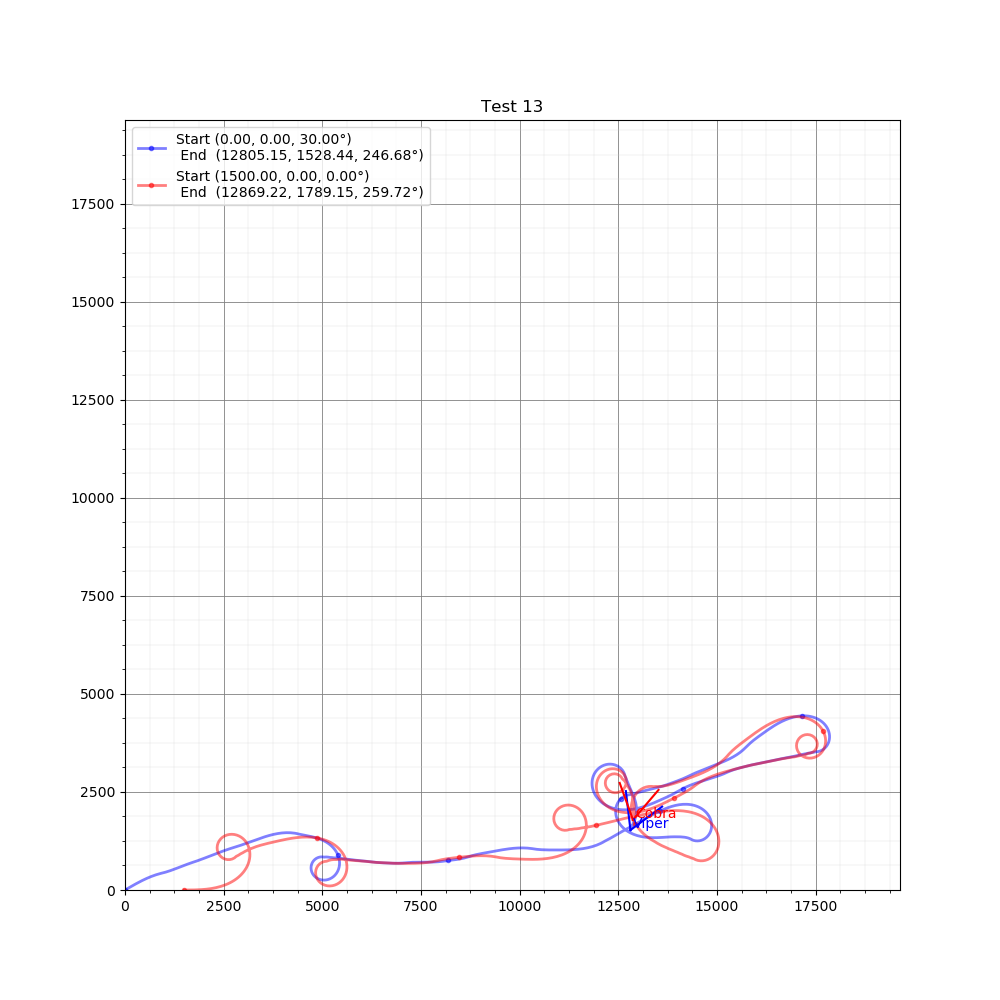 Test 13
Start (0.00, 0.00, 30.00°)
End (12805.15, 1528.44, 246.68°)
Start (1500.00, 0.00, 0.00°)
End (12869.22, 1789.15, 259.72°)
17500
15000
12500
10000
7500
5000
2500
0
Cobra
Viper
0 2500 5000 7500 10000 12500 15000 17500